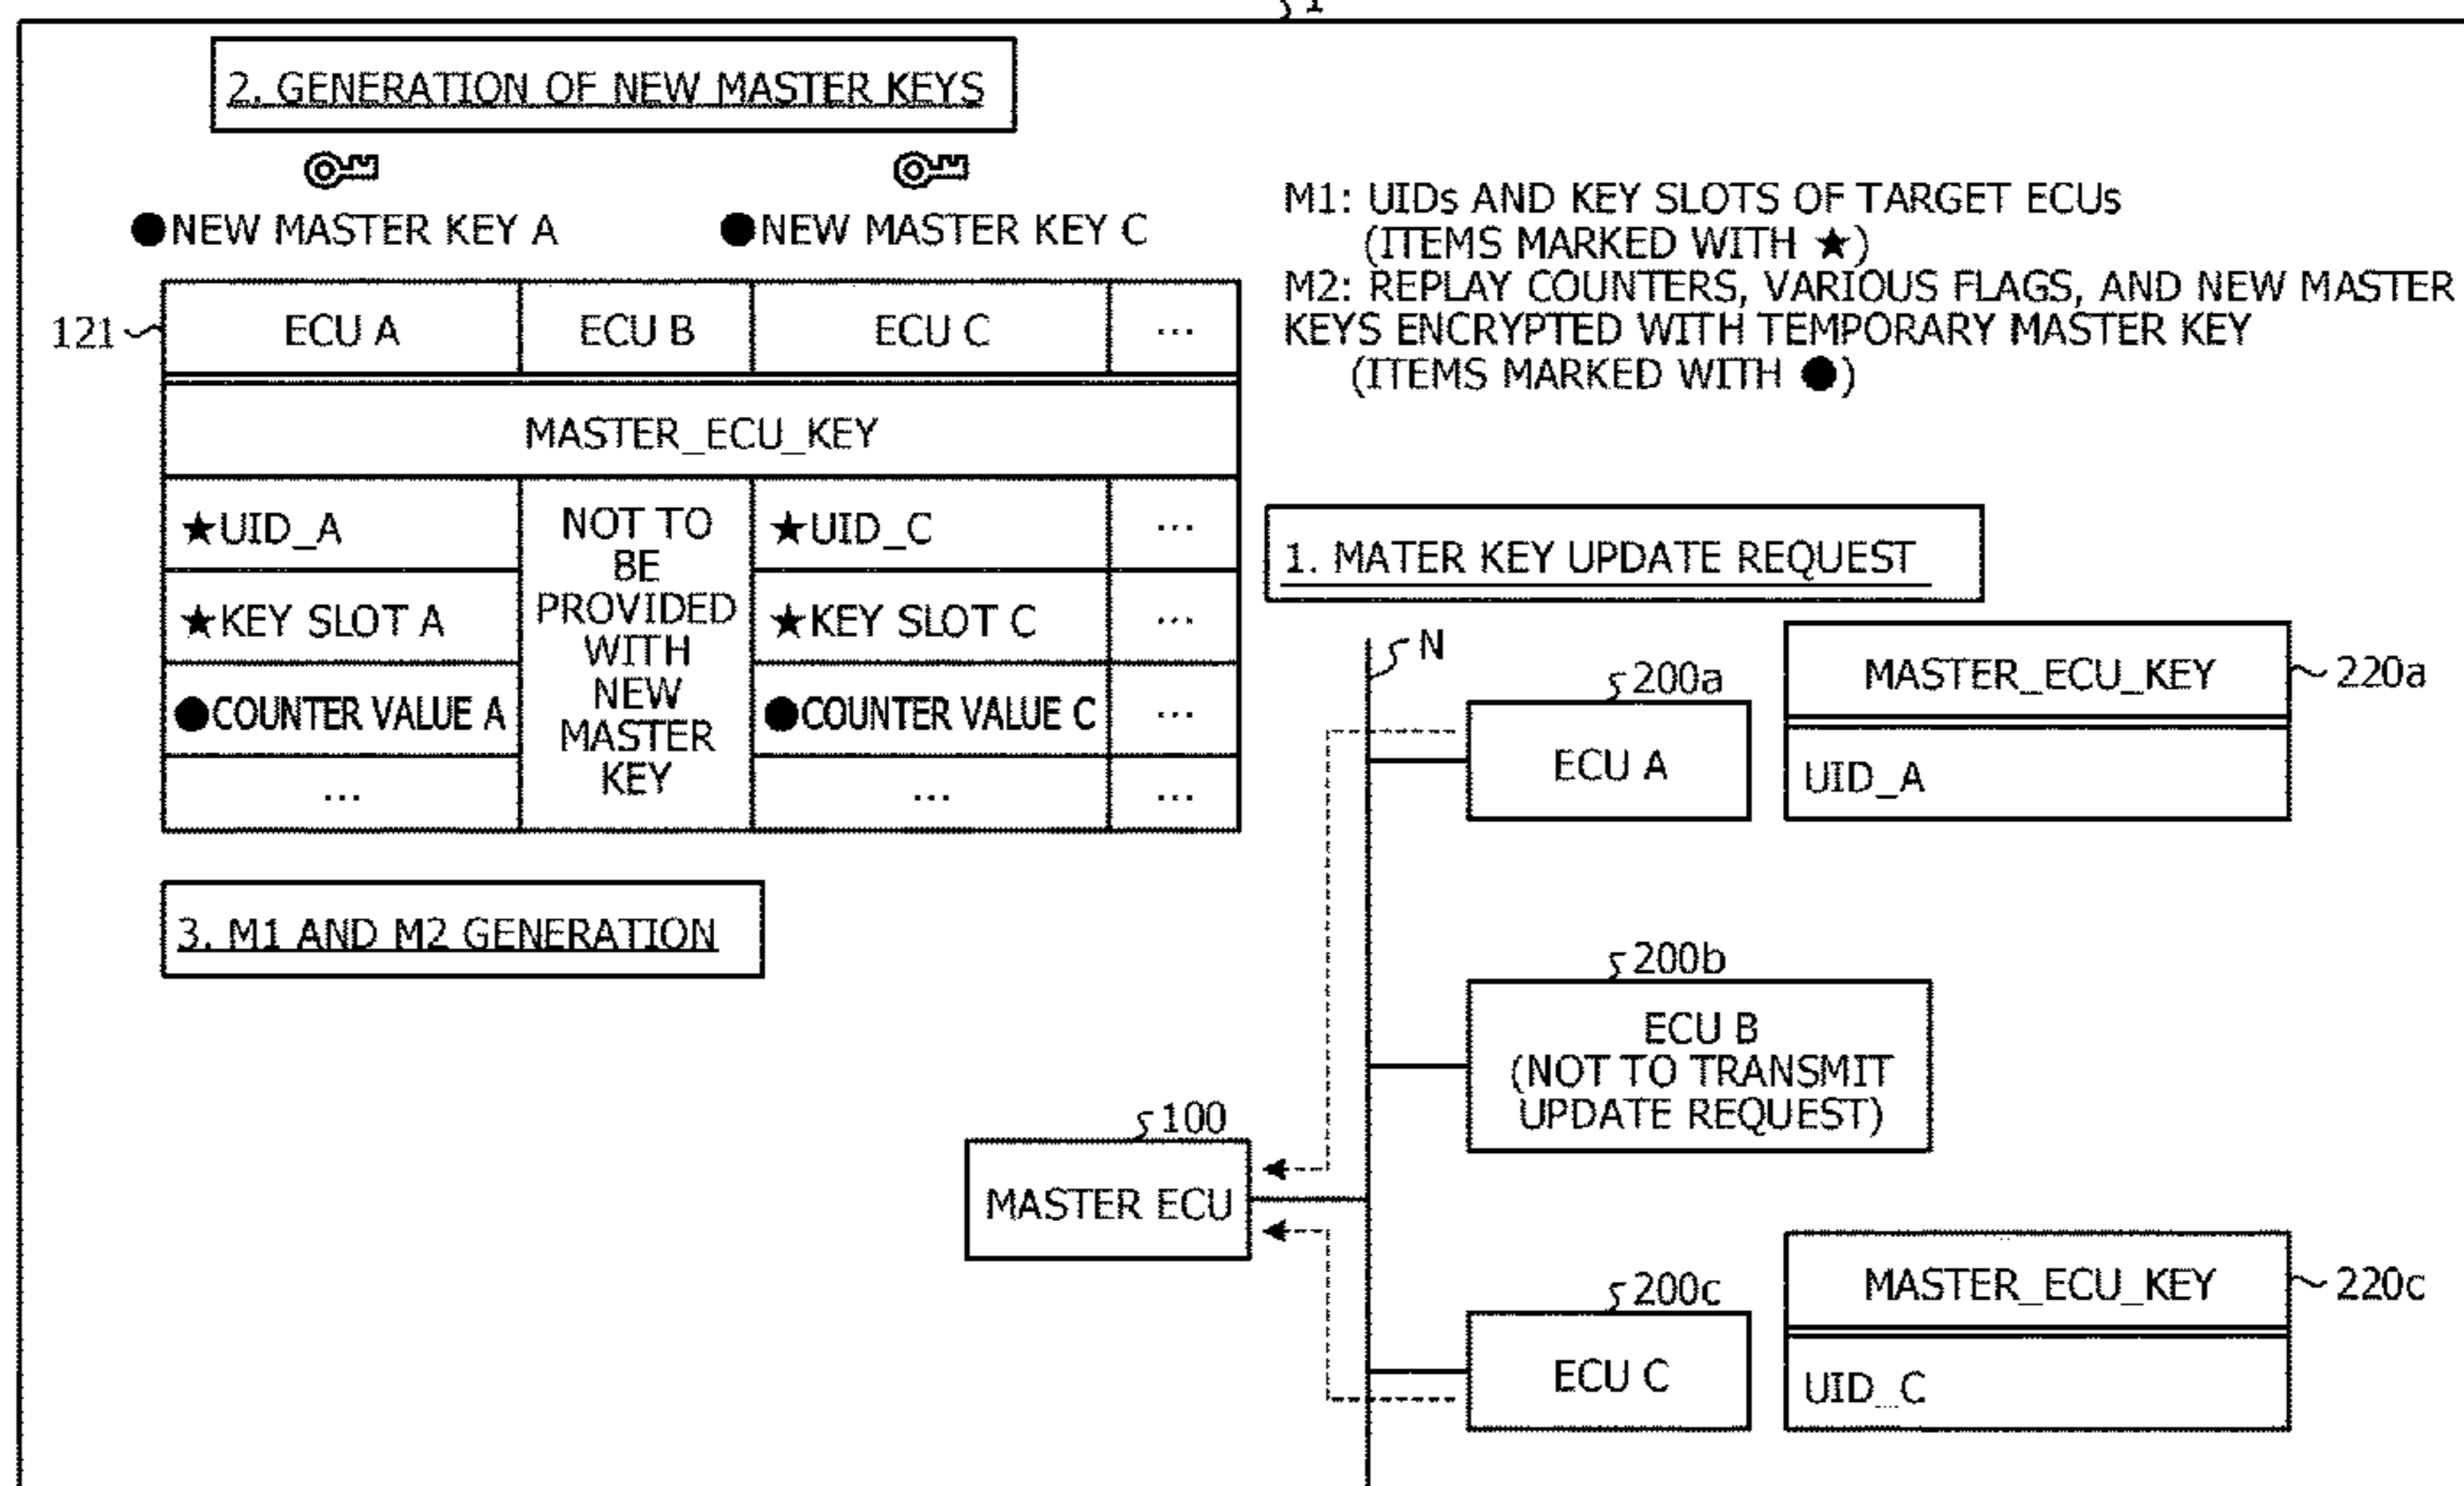 1
2. GENERATION OF NEW MASTER KEYS
●NEW MASTER KEY A
●NEW MASTER KEY C
M1: UIDs AND KEY SLOTS OF TARGET ECUs
(ITEMS MARKED WITH ★)
M2: REPLAY COUNTERS, VARIOUS FLAGS, AND NEW MASTER
KEYS ENCRYPTED WITH TEMPORARY MASTER KEY
(ITEMS MARKED WITH ●)
121
ECU A
ECU B
ECU C
...
MASTER_ECU_KEY
★UID_A
★KEY SLOT A
●COUNTER VALUE A
...
NOT TO
BE
PROVIDED
WITH
NEW
MASTER
KEY
★UID_C
★KEY SLOT C
●COUNTER VALUE C
...
...
...
...
...
1. MATER KEY UPDATE REQUEST
N
200a
ECU A
MASTER_ECU_KEY
220a
UID_A
3. M1 AND M2 GENERATION
200b
ECU B
(NOT TO TRANSMIT
UPDATE REQUEST)
100
MASTER ECU
200c
ECU C
MASTER_ECU_KEY
220c
UID_C